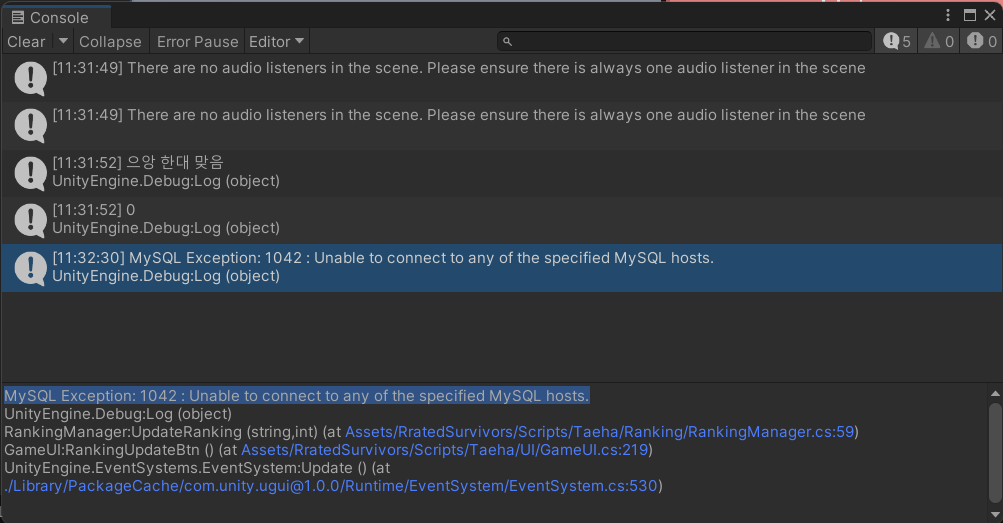 Console
Clear Collapse Error Pause Editor 5 0 0
[11:31:49] There are no audio listeners in the scene. Please ensure there is always one audio listener in the scene
[11:31:49] There are no audio listeners in the scene. Please ensure there is always one audio listener in the scene
[11:31:52] 으앙 한대 맞음
UnityEngine.Debug:Log (object)
[11:31:52] 0
UnityEngine.Debug:Log (object)
[11:32:30] MySQL Exception: 1042 : Unable to connect to any of the specified MySQL hosts.
UnityEngine.Debug:Log (object)
MySQL Exception: 1042 : Unable to connect to any of the specified MySQL hosts.
UnityEngine.Debug:Log (object)
RankingManager:UpdateRanking (string,int) (at Assets/RratedSurvivors/Scripts/Taeha/Ranking/RankingManager.cs:59)
GameUI:RankingUpdateBtn () (at Assets/RratedSurvivors/Scripts/Taeha/UI/GameUI.cs:219)
UnityEngine.EventSystems.EventSystem:Update () (at
./Library/PackageCache/com.unity.ugui@1.0.0/Runtime/EventSystem/EventSystem.cs:530)